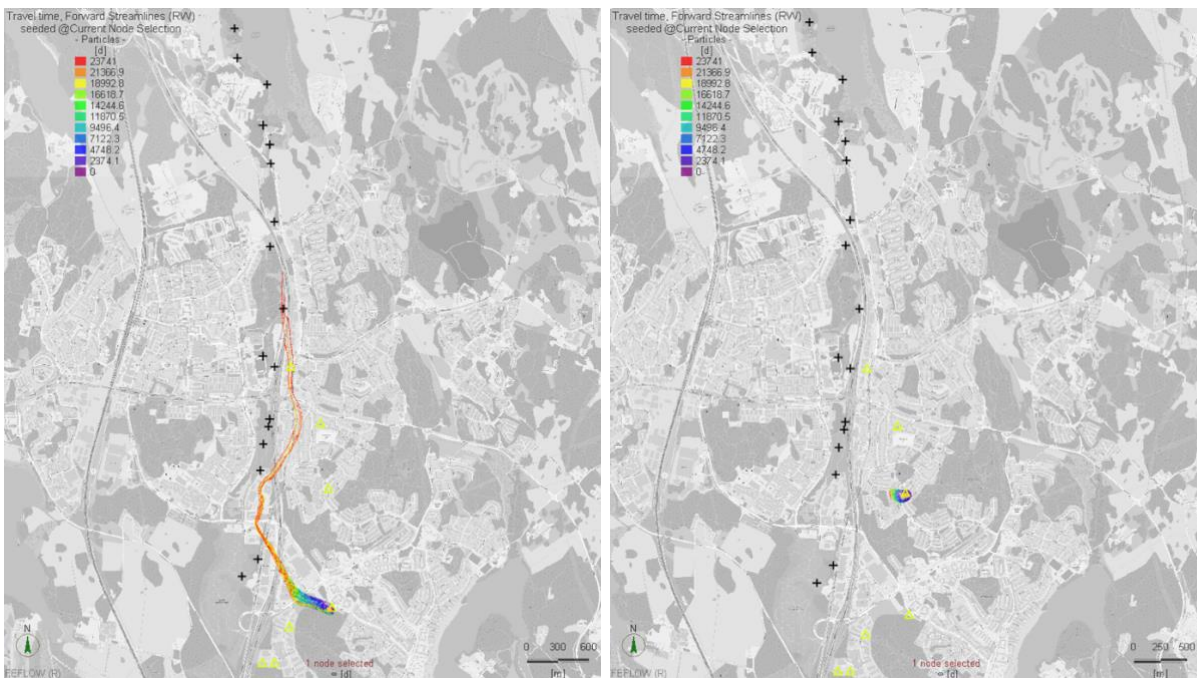 Travel time, Forward Streamlines (RW)
seeded @Current Node Selection
- Particles -
[d]
23741
21366.9
18992.8
16618.7
14244.6
11870.5
9496.4
7122.3
4748.2
2374.1
0
N
FEFLOW (R)
1 node selected
∞ [d]
0 300 600
[m]
Travel time, Forward Streamlines (RW)
seeded @Current Node Selection
- Particles -
[d]
23741
21366.9
18992.8
16618.7
14244.6
11870.5
9496.4
7122.3
4748.2
2374.1
0
N
FEFLOW (R)
1 node selected
∞ [d]
0 250 500
[m]